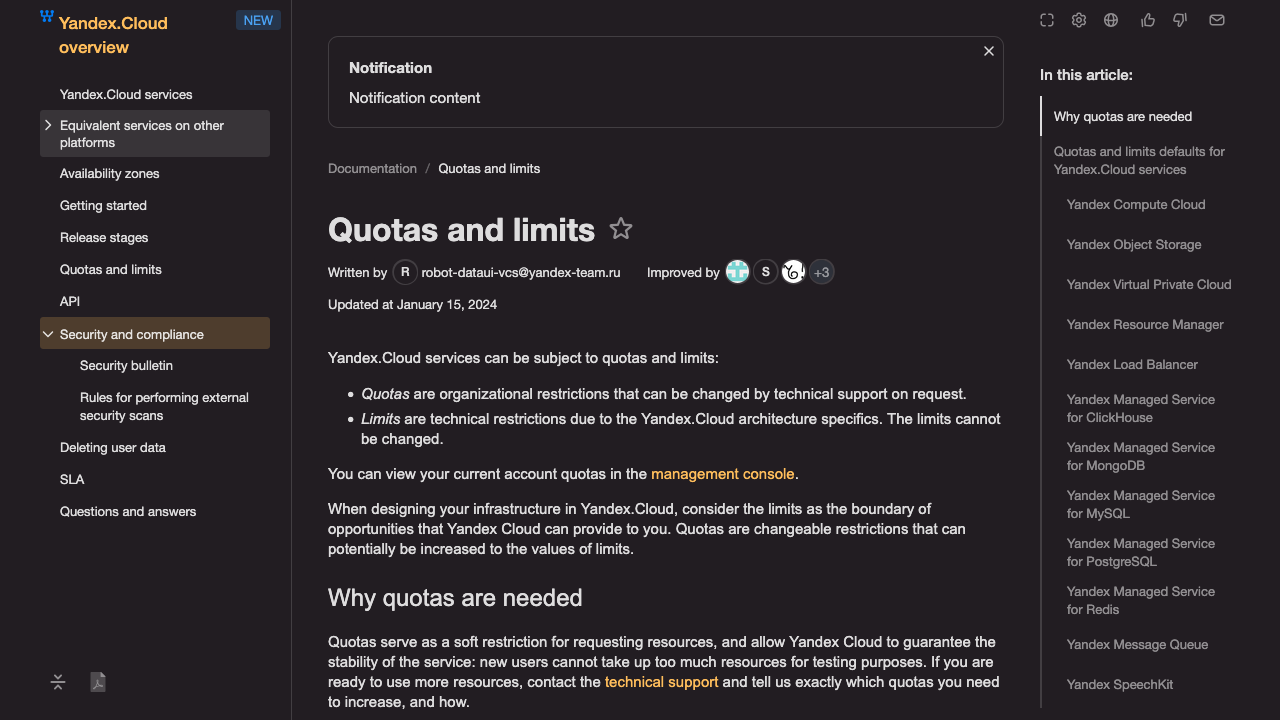 Yandex.Cloud
overview
NEW
Yandex.Cloud services
Equivalent services on other
platforms
Availability zones
Getting started
Release stages
Quotas and limits
API
Security and compliance
Security bulletin
Rules for performing external
security scans
Deleting user data
SLA
Questions and answers
Notification
Notification content
Documentation / Quotas and limits
Quotas and limits
Written by R robot-dataui-vcs@yandex-team.ru Improved by S +3
Updated at January 15, 2024
Yandex.Cloud services can be subject to quotas and limits:
• Quotas are organizational restrictions that can be changed by technical support on request.
• Limits are technical restrictions due to the Yandex.Cloud architecture specifics. The limits cannot
be changed.
You can view your current account quotas in the management console.
When designing your infrastructure in Yandex.Cloud, consider the limits as the boundary of
opportunities that Yandex Cloud can provide to you. Quotas are changeable restrictions that can
potentially be increased to the values of limits.
Why quotas are needed
Quotas serve as a soft restriction for requesting resources, and allow Yandex Cloud to guarantee the
stability of the service: new users cannot take up too much resources for testing purposes. If you are
ready to use more resources, contact the technical support and tell us exactly which quotas you need
to increase, and how.
In this article:
Why quotas are needed
Quotas and limits defaults for
Yandex.Cloud services
Yandex Compute Cloud
Yandex Object Storage
Yandex Virtual Private Cloud
Yandex Resource Manager
Yandex Load Balancer
Yandex Managed Service
for ClickHouse
Yandex Managed Service
for MongoDB
Yandex Managed Service
for MySQL
Yandex Managed Service
for PostgreSQL
Yandex Managed Service
for Redis
Yandex Message Queue
Yandex SpeechKit